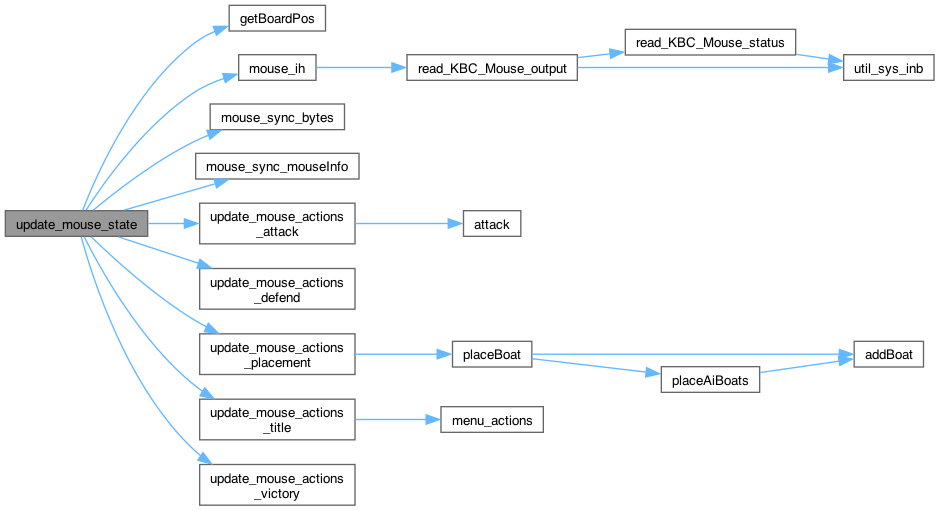 getBoardPos
read_KBC_Mouse_status
mouse_ih
read_KBC_Mouse_output
util_sys_inb
mouse_sync_bytes
mouse_sync_mouseInfo
update_mouse_state
update_mouse_actions
_attack
attack
update_mouse_actions
_defend
update_mouse_actions
_placement
placeBoat
addBoat
placeAiBoats
update_mouse_actions
_title
menu_actions
update_mouse_actions
_victory